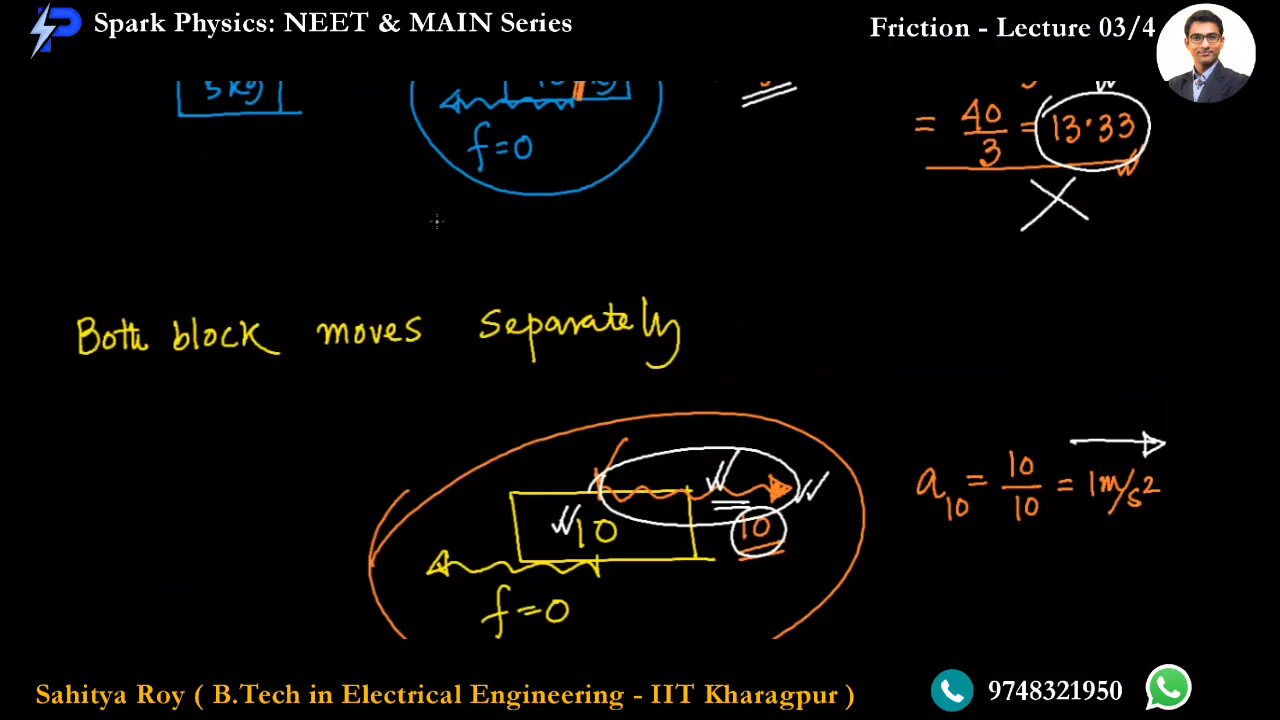 Spark Physics: NEET & MAIN Series
Friction - Lecture 03/4
5kg
f=0
= 40/3 = 13.33
Both block moves separately
10
10
f=0
a10 = 10/10 = 1m/s2
Sahitya Roy ( B.Tech in Electrical Engineering - IIT Kharagpur )
9748321950